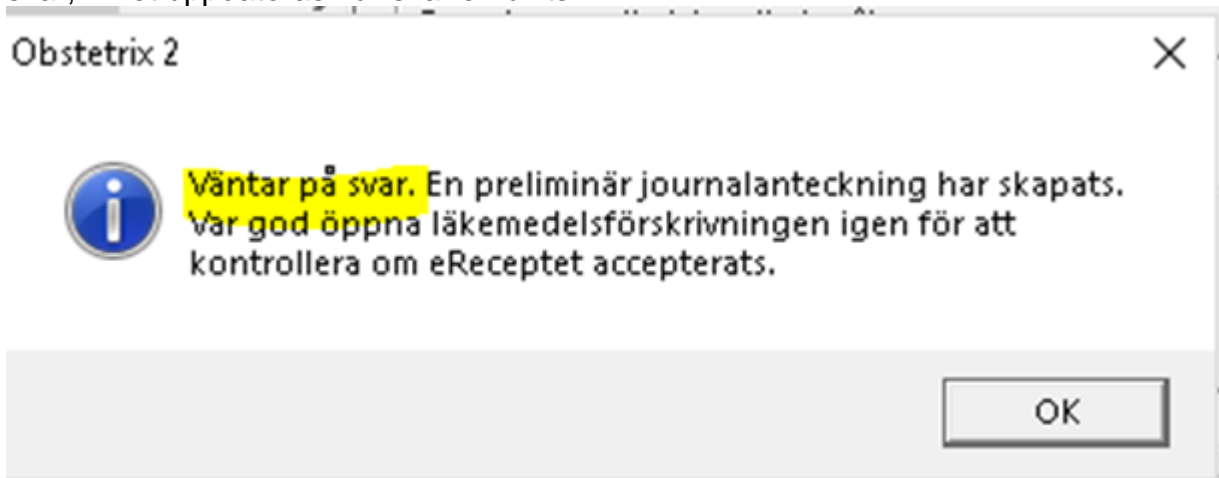 Obstetrix 2
Väntar på svar. En preliminär journalanteckning har skapats.
Var god öppna läkemedelsförskrivningen igen för att
kontrollera om eReceptet accepterats.
OK